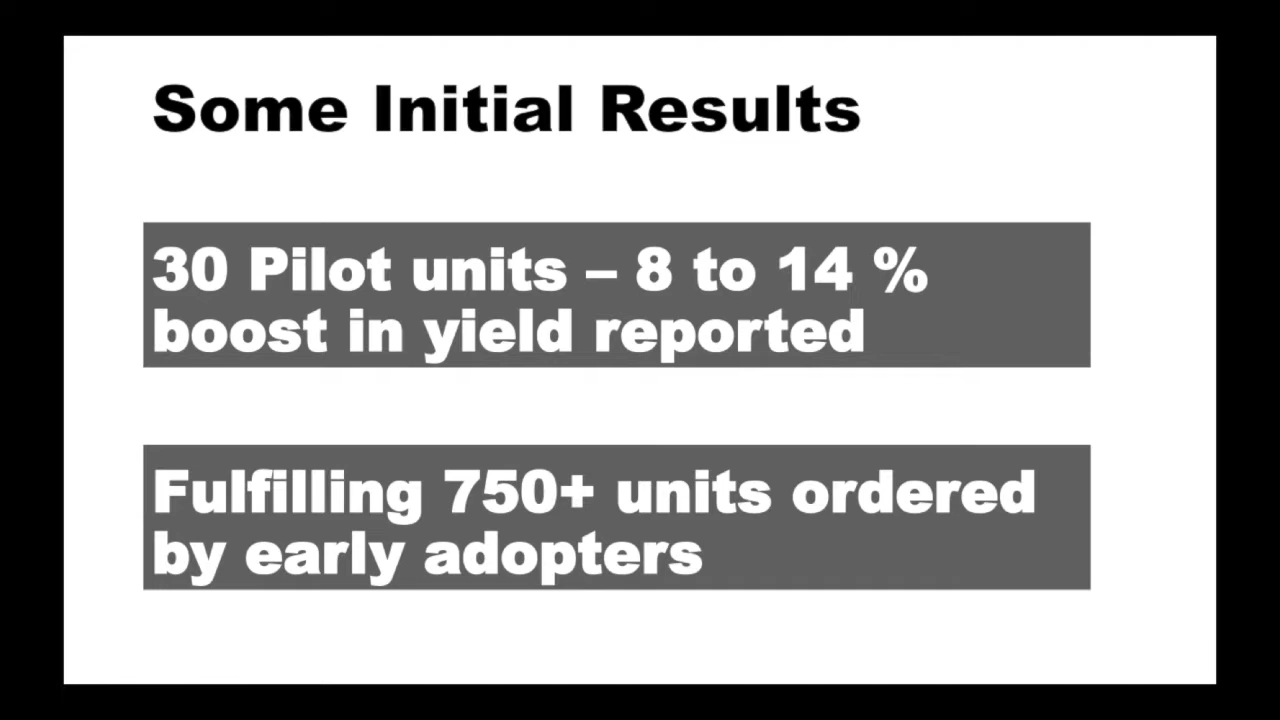 Some Initial Results
30 Pilot units – 8 to 14 %
boost in yield reported
Fulfilling 750+ units ordered
by early adopters